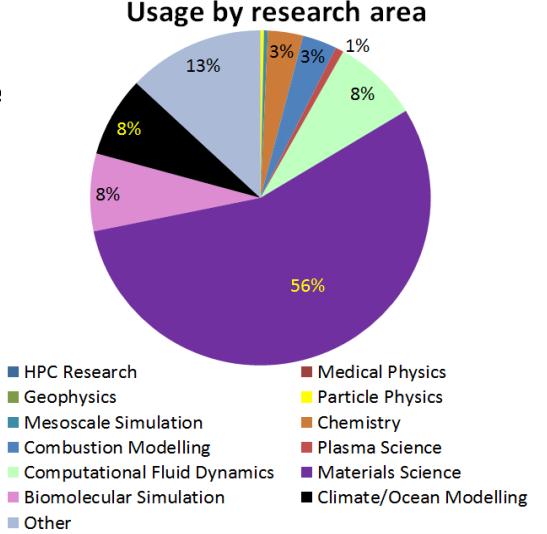 Usage by research area
3%
3%
1%
8%
13%
8%
8%
56%
HPC Research
Medical Physics
Geophysics
Particle Physics
Mesoscale Simulation
Chemistry
Combustion Modelling
Plasma Science
Computational Fluid Dynamics
Materials Science
Biomolecular Simulation
Climate/Ocean Modelling
Other